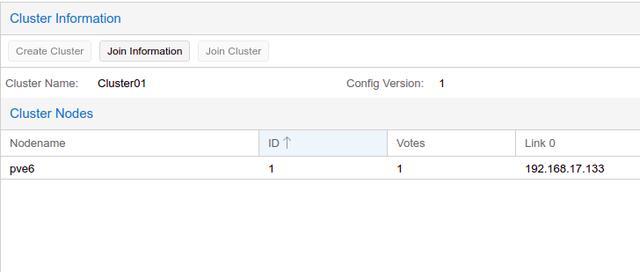 Cluster Information
Create Cluster Join Information Join Cluster
Cluster Name: Cluster01 Config Version: 1
Cluster Nodes
Nodename ID ↑ Votes Link 0
pve6 1 1 192.168.17.133